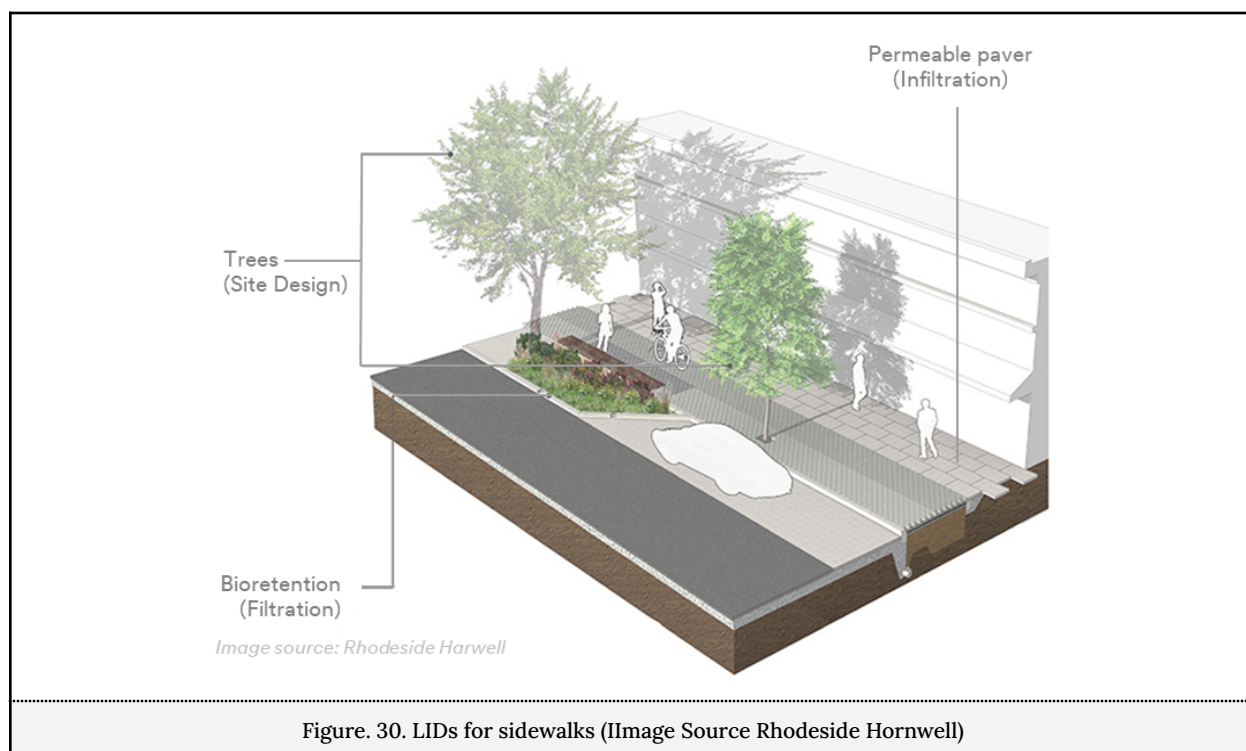 Permeable paver
(Infiltration)
Trees
(Site Design)
Bioretention
(Filtration)
Image source: Rhodeside Harwell
Figure. 30. LIDs for sidewalks (IImage Source Rhodeside Hornwell)